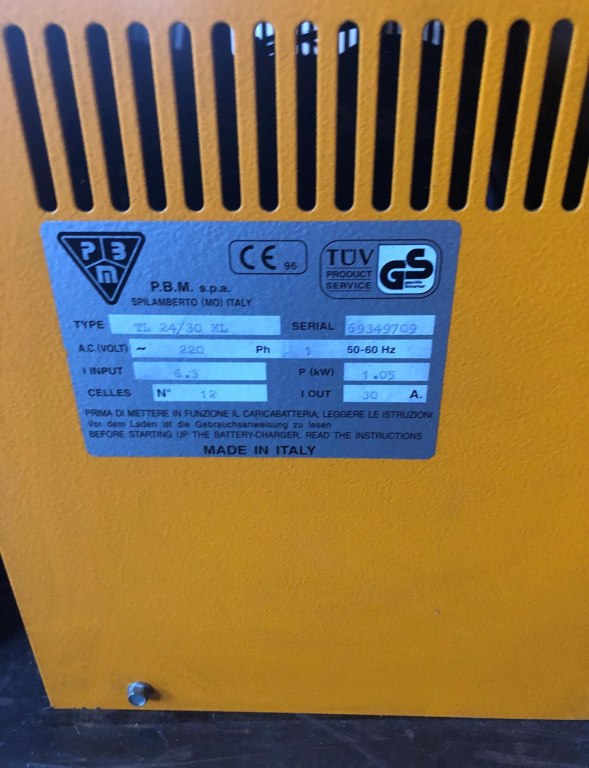 PBM
P.B.M. s.p.a.
SPILAMBERTO (MO) ITALY
CE 96
TÜV
PRODUCT
SERVICE
GS
geprüfte
Sicherheit
TYPE TL 24/30 XL SERIAL 59349709
A.C.(VOLT) ~ 220 Ph 1 50-60 Hz
I INPUT 6.3 P (kW) 1.05
CELLES N° 12 I OUT 30 A.
PRIMA DI METTERE IN FUNZIONE IL CARICABATTERIA, LEGGERE LE ISTRUZIONI
Vor dem Laden ist die Gebrauchsanweisung zu lesen
BEFORE STARTING UP THE BATTERY-CHARGER, READ THE INSTRUCTIONS
MADE IN ITALY